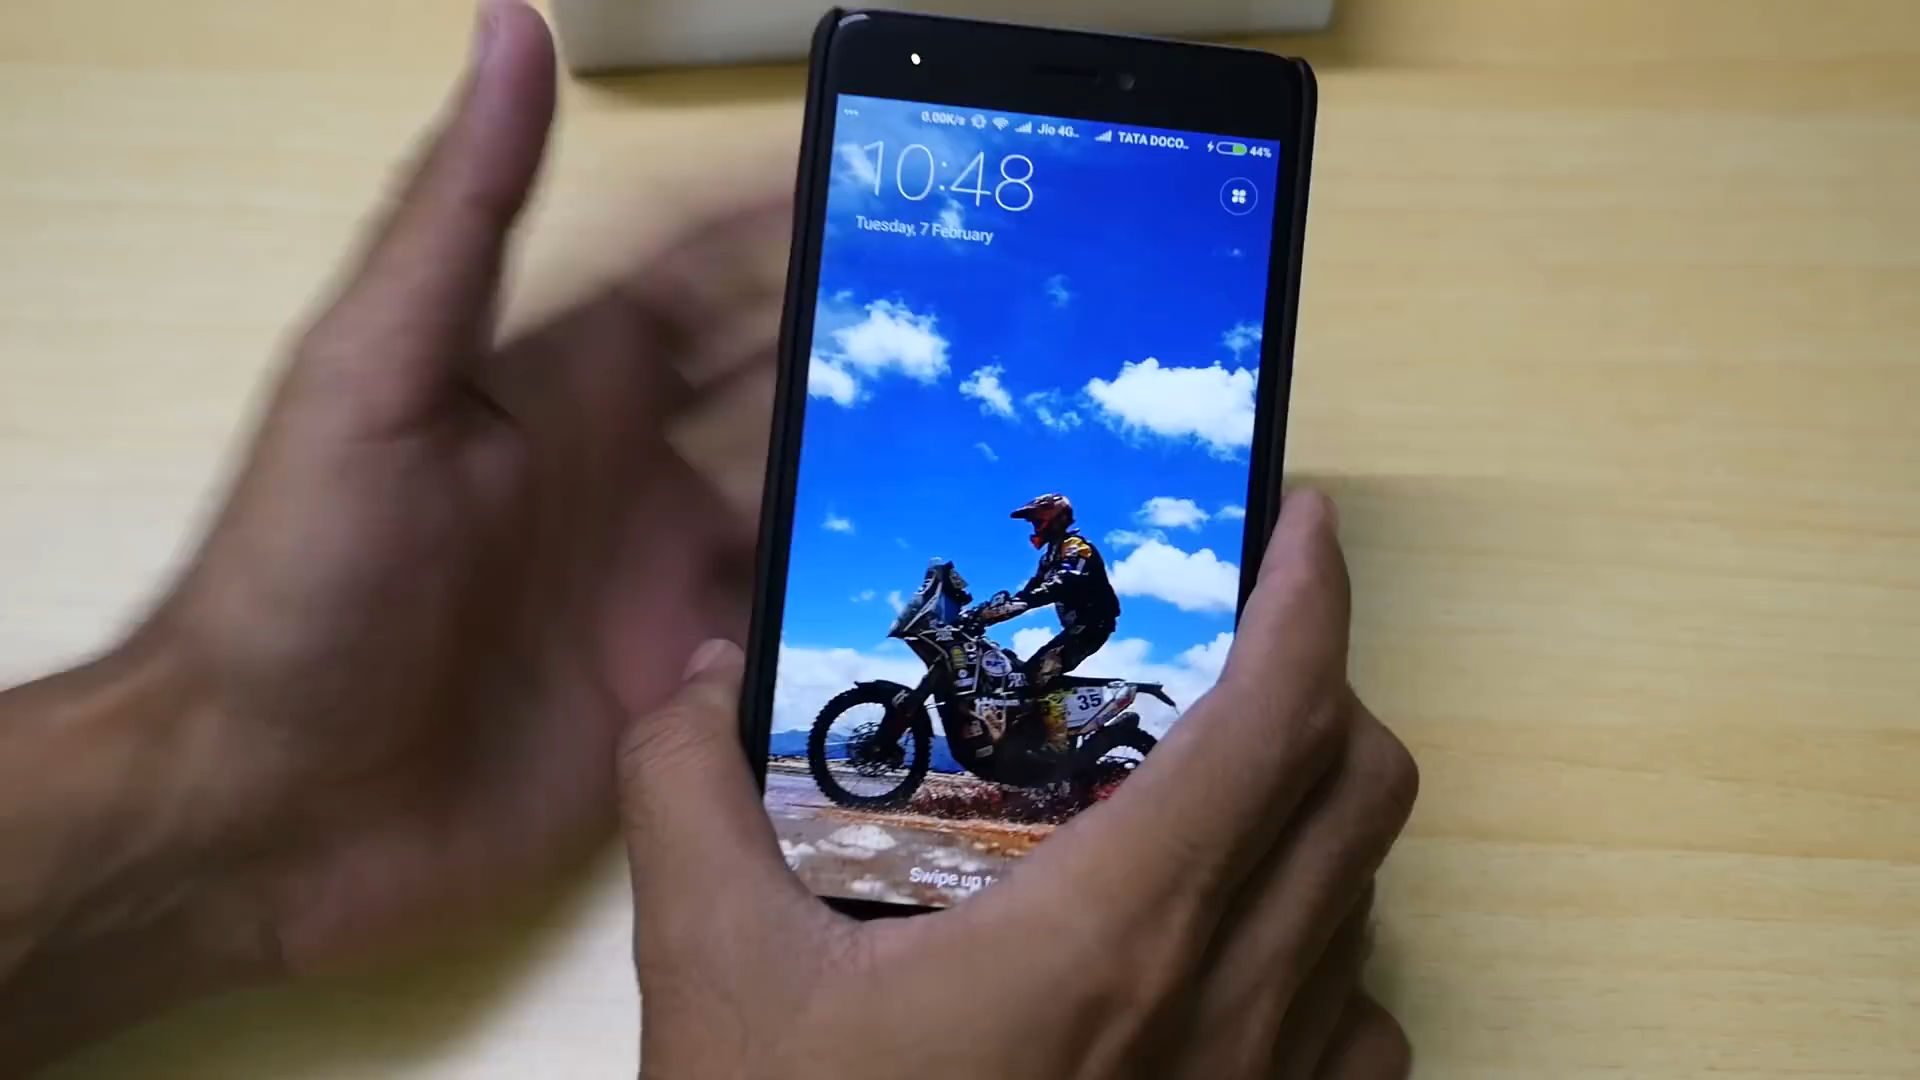 ... 0.00K/s Jio 4G.. TATA DOCO.. 44%
10:48
Tuesday, 7 February
35
Swipe up